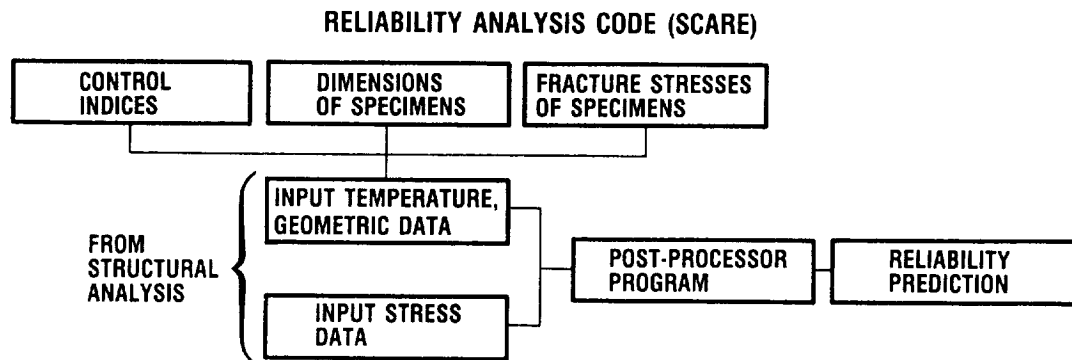 RELIABILITY ANALYSIS CODE (SCARE)
CONTROL
INDICES
DIMENSIONS
OF SPECIMENS
FRACTURE STRESSES
OF SPECIMENS
INPUT TEMPERATURE,
GEOMETRIC DATA
FROM
STRUCTURAL
ANALYSIS
POST-PROCESSOR
PROGRAM
RELIABILITY
PREDICTION
INPUT STRESS
DATA